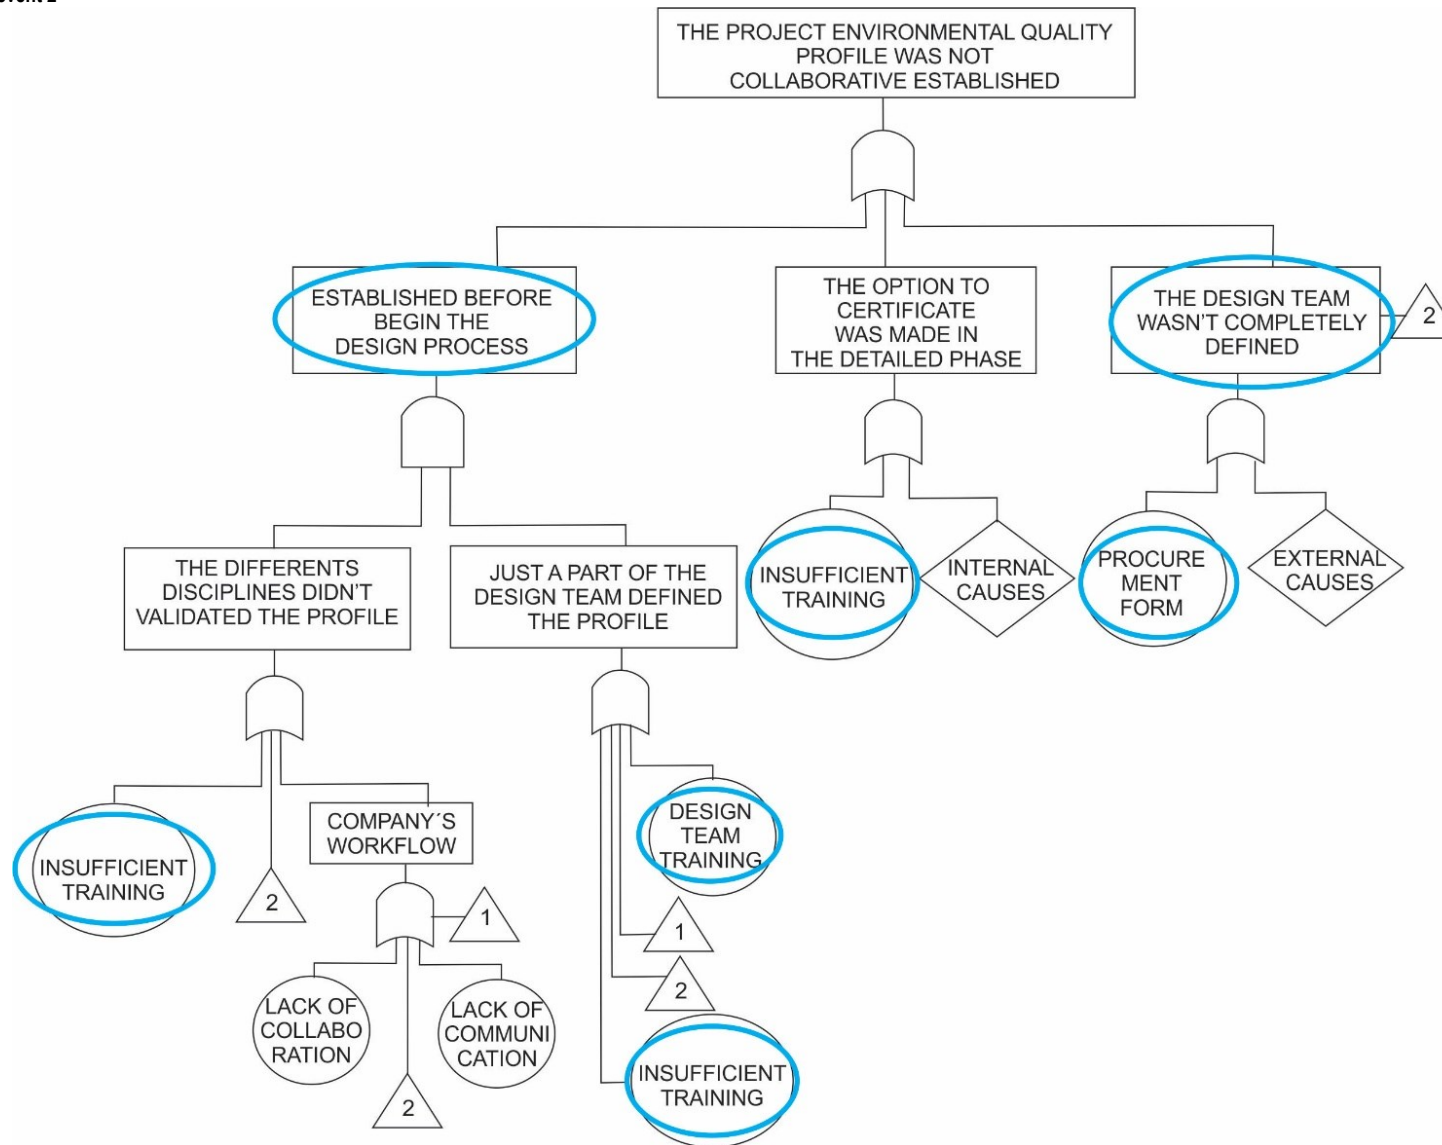 THE PROJECT ENVIRONMENTAL QUALITY
PROFILE WAS NOT
COLLABORATIVE ESTABLISHED
ESTABLISHED BEFORE
BEGIN THE
DESIGN PROCESS
THE OPTION TO
CERTIFICATE
WAS MADE IN
THE DETAILED PHASE
THE DESIGN TEAM
WASN'T COMPLETELY
DEFINED
2
THE DIFFERENTS
DISCIPLINES DIDN'T
VALIDATED THE PROFILE
JUST A PART OF THE
DESIGN TEAM DEFINED
THE PROFILE
INSUFFICIENT
TRAINING
INTERNAL
CAUSES
PROCURE
MENT
FORM
EXTERNAL
CAUSES
INSUFFICIENT
TRAINING
2
COMPANY´S
WORKFLOW
1
DESIGN
TEAM
TRAINING
1
2
LACK OF
COLLABO
RATION
2
LACK OF
COMMUNI
CATION
INSUFFICIENT
TRAINING